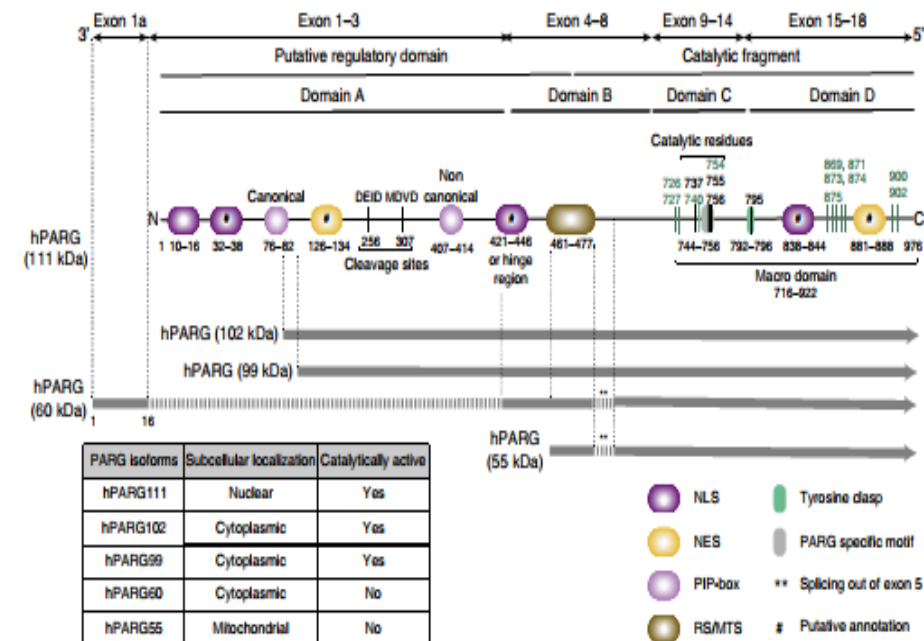 Exon 1a Exon 1–3 Exon 4–8 Exon 9–14 Exon 15–18
3' 5'
Putative regulatory domain Catalytic fragment
Domain A Domain B Domain C Domain D
Catalytic residues
Non canonical
Canonical
DEID MDVD
726 727
737 740
754 755 756
795
869, 871
873, 874
875
900
902
N # # # # # C
hPARG (111 kDa)
1 10–16 32–38 76–82 126–134 256 307 407–414 421–446 461–477 744–756 792–796 838–844 881–888 976
Cleavage sites
or hinge region
Macro domain
716–922
hPARG (102 kDa)
hPARG (99 kDa)
hPARG (60 kDa)
**
1 16
hPARG (55 kDa)
**
PARG isoforms Subcellular localization Catalytically active
hPARG111 Nuclear Yes
hPARG102 Cytoplasmic Yes
hPARG99 Cytoplasmic Yes
hPARG60 Cytoplasmic No
hPARG55 Mitochondrial No
NLS Tyrosine clasp
NES PARG specific motif
PIP-box ** Splicing out of exon 5
RS/MTS # Putative annotation